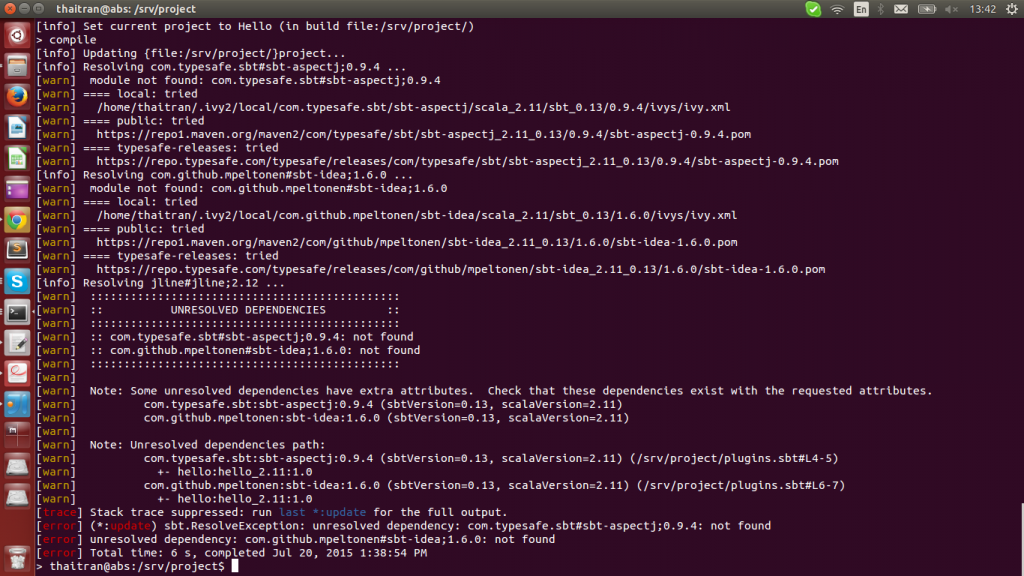 thaitran@abs: /srv/project
En
13:42
[info] Set current project to Hello (in build file:/srv/project/)
> compile
[info] Updating {file:/srv/project/}project...
[info] Resolving com.typesafe.sbt#sbt-aspectj;0.9.4 ...
[warn]  module not found: com.typesafe.sbt#sbt-aspectj;0.9.4
[warn] ==== local: tried
[warn]   /home/thaitran/.ivy2/local/com.typesafe.sbt/sbt-aspectj/scala_2.11/sbt_0.13/0.9.4/ivys/ivy.xml
[warn] ==== public: tried
[warn]   https://repo1.maven.org/maven2/com/typesafe/sbt/sbt-aspectj_2.11_0.13/0.9.4/sbt-aspectj-0.9.4.pom
[warn] ==== typesafe-releases: tried
[warn]   https://repo.typesafe.com/typesafe/releases/com/typesafe/sbt/sbt-aspectj_2.11_0.13/0.9.4/sbt-aspectj-0.9.4.pom
[info] Resolving com.github.mpeltonen#sbt-idea;1.6.0 ...
[warn]  module not found: com.github.mpeltonen#sbt-idea;1.6.0
[warn] ==== local: tried
[warn]   /home/thaitran/.ivy2/local/com.github.mpeltonen/sbt-idea/scala_2.11/sbt_0.13/1.6.0/ivys/ivy.xml
[warn] ==== public: tried
[warn]   https://repo1.maven.org/maven2/com/github/mpeltonen/sbt-idea_2.11_0.13/1.6.0/sbt-idea-1.6.0.pom
[warn] ==== typesafe-releases: tried
[warn]   https://repo.typesafe.com/typesafe/releases/com/github/mpeltonen/sbt-idea_2.11_0.13/1.6.0/sbt-idea-1.6.0.pom
[info] Resolving jline#jline;2.12 ...
[warn]  ::::::::::::::::::::::::::::::::::::::::::::::
[warn]  ::          UNRESOLVED DEPENDENCIES         ::
[warn]  ::::::::::::::::::::::::::::::::::::::::::::::
[warn]  :: com.typesafe.sbt#sbt-aspectj;0.9.4: not found
[warn]  :: com.github.mpeltonen#sbt-idea;1.6.0: not found
[warn]  ::::::::::::::::::::::::::::::::::::::::::::::
[warn]
[warn]  Note: Some unresolved dependencies have extra attributes.  Check that these dependencies exist with the requested attributes.
[warn]          com.typesafe.sbt:sbt-aspectj:0.9.4 (sbtVersion=0.13, scalaVersion=2.11)
[warn]          com.github.mpeltonen:sbt-idea:1.6.0 (sbtVersion=0.13, scalaVersion=2.11)
[warn]
[warn]  Note: Unresolved dependencies path:
[warn]          com.typesafe.sbt:sbt-aspectj:0.9.4 (sbtVersion=0.13, scalaVersion=2.11) (/srv/project/plugins.sbt#L4-5)
[warn]            +- hello:hello_2.11:1.0
[warn]          com.github.mpeltonen:sbt-idea:1.6.0 (sbtVersion=0.13, scalaVersion=2.11) (/srv/project/plugins.sbt#L6-7)
[warn]            +- hello:hello_2.11:1.0
[trace] Stack trace suppressed: run last *:update for the full output.
[error] (*:update) sbt.ResolveException: unresolved dependency: com.typesafe.sbt#sbt-aspectj;0.9.4: not found
[error] unresolved dependency: com.github.mpeltonen#sbt-idea;1.6.0: not found
[error] Total time: 6 s, completed Jul 20, 2015 1:38:54 PM
> thaitran@abs:/srv/project$